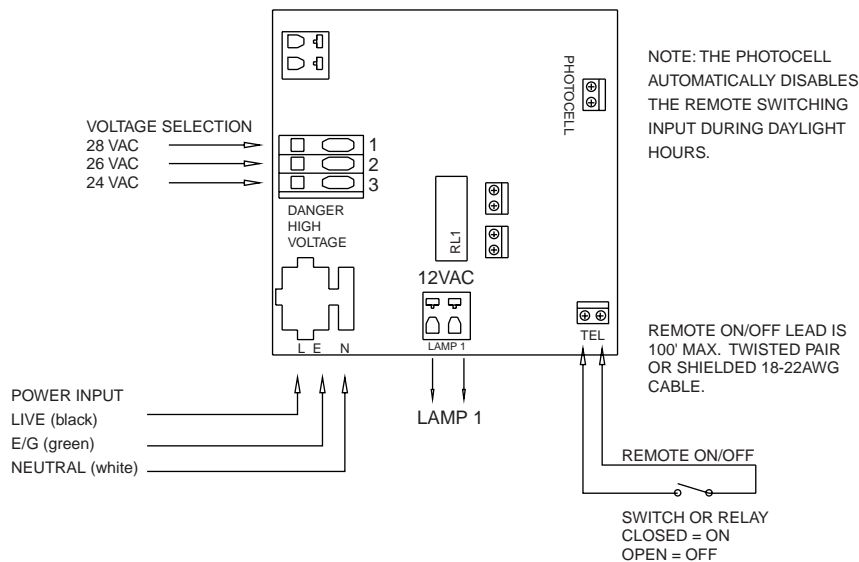 PHOTOCELL
NOTE: THE PHOTOCELL
AUTOMATICALLY DISABLES
THE REMOTE SWITCHING
INPUT DURING DAYLIGHT
HOURS.
VOLTAGE SELECTION
28 VAC
26 VAC
24 VAC
1
2
3
DANGER
HIGH
VOLTAGE
RL1
12VAC
LAMP 1
TEL
L E N
REMOTE ON/OFF LEAD IS
100' MAX. TWISTED PAIR
OR SHIELDED 18-22AWG
CABLE.
POWER INPUT
LIVE (black)
E/G (green)
NEUTRAL (white)
LAMP 1
REMOTE ON/OFF
SWITCH OR RELAY
CLOSED = ON
OPEN = OFF